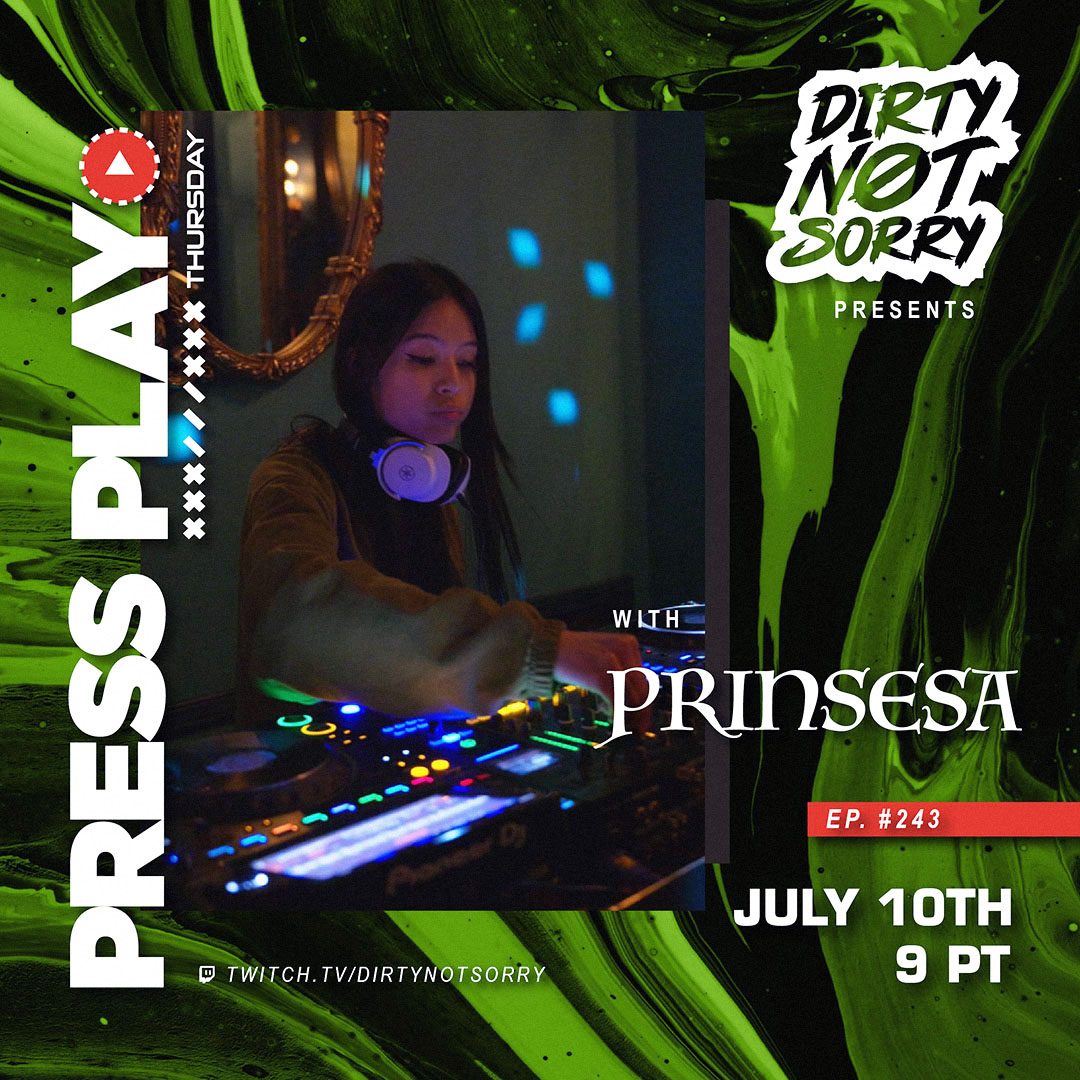 DIRTY
NØT
SORRY
PRESENTS
PRESS PLAY
THURSDAY
WITH
PRINSESA
EP. #243
JULY 10TH
9 PT
TWITCH.TV/DIRTYNOTSORRY
Pioneer Dj